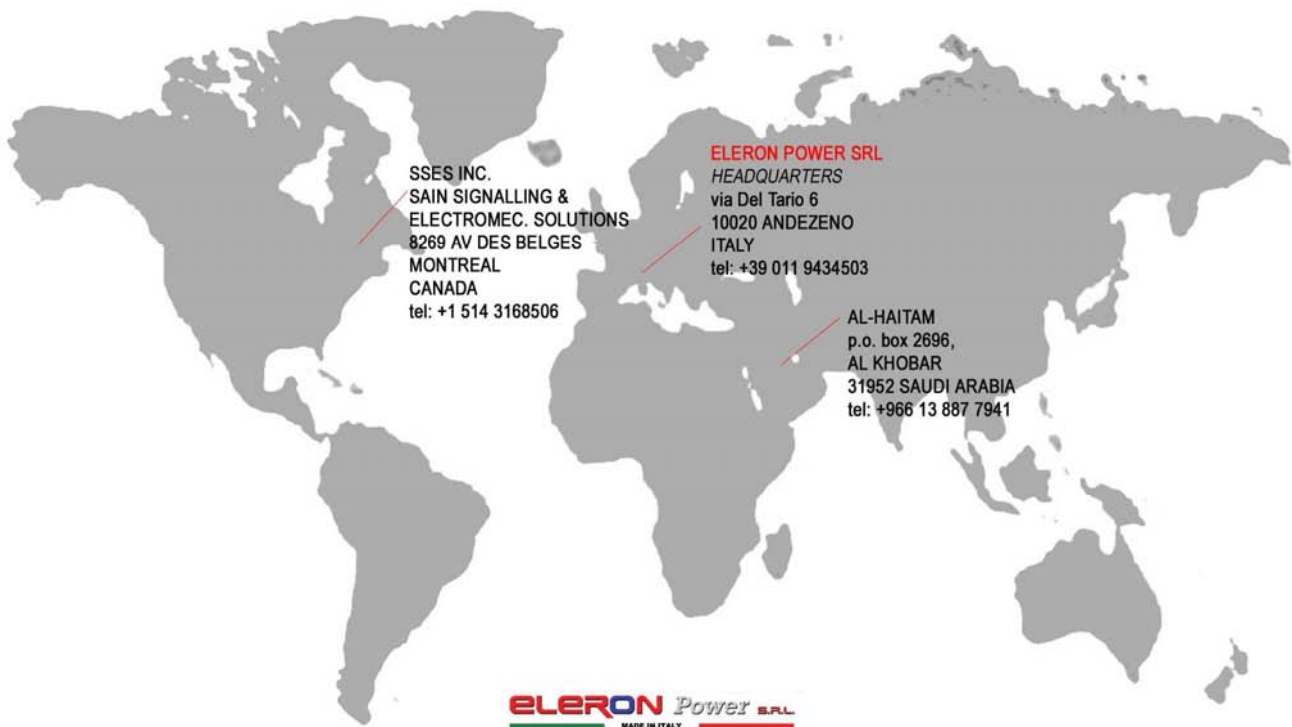 SSES INC.
SAIN SIGNALLING &
ELECTROMEC. SOLUTIONS
8269 AV DES BELGES
MONTREAL
CANADA
tel: +1 514 3168506
ELERON POWER SRL
HEADQUARTERS
via Del Tario 6
10020 ANDEZENO
ITALY
tel: +39 011 9434503
AL-HAITAM
p.o. box 2696,
AL KHOBAR
31952 SAUDI ARABIA
tel: +966 13 887 7941
eLeRON Power S.R.L.
MADE IN ITALY